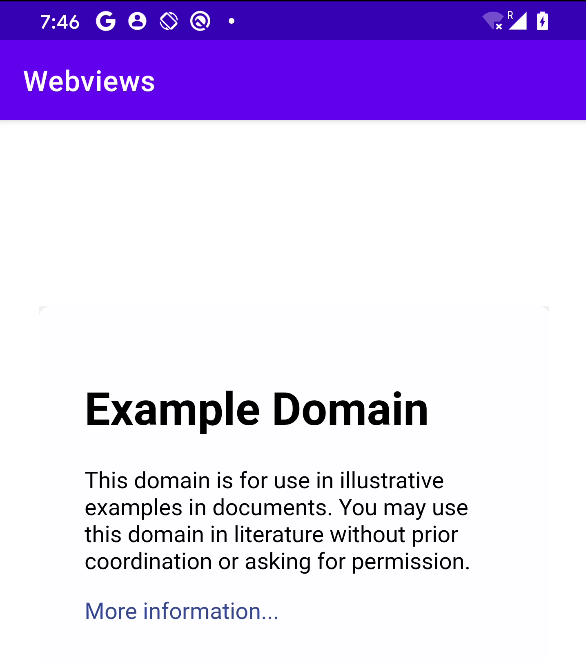 7:46
R
Webviews
Example Domain
This domain is for use in illustrative
examples in documents. You may use
this domain in literature without prior
coordination or asking for permission.
More information...